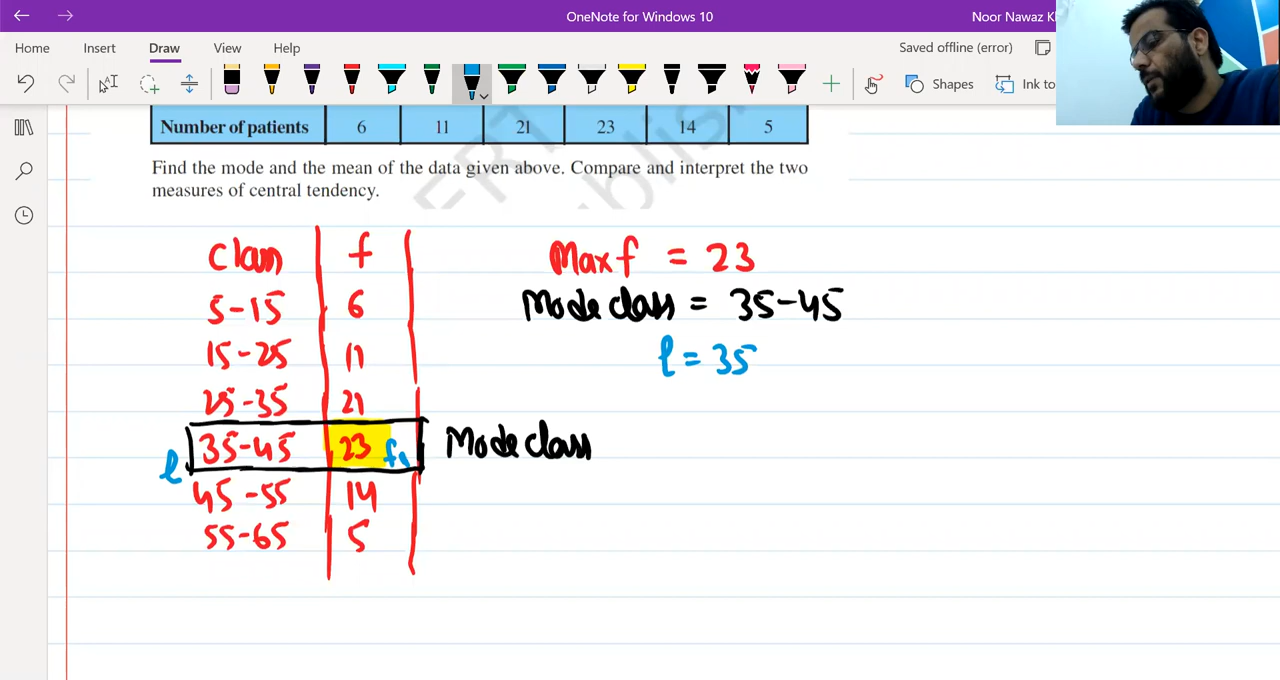 OneNote for Windows 10
Noor Nawaz
Home Insert Draw View Help
Saved offline (error)
Shapes
Ink to
Number of patients 6 11 21 23 14 5
Find the mode and the mean of the data given above. Compare and interpret the two
measures of central tendency.
Class f
5-15 6
15-25 11
25-35 21
l 35-45 23 f₁ Mode class
45-55 14
55-65 5
Max f = 23
Mode class = 35-45
l = 35